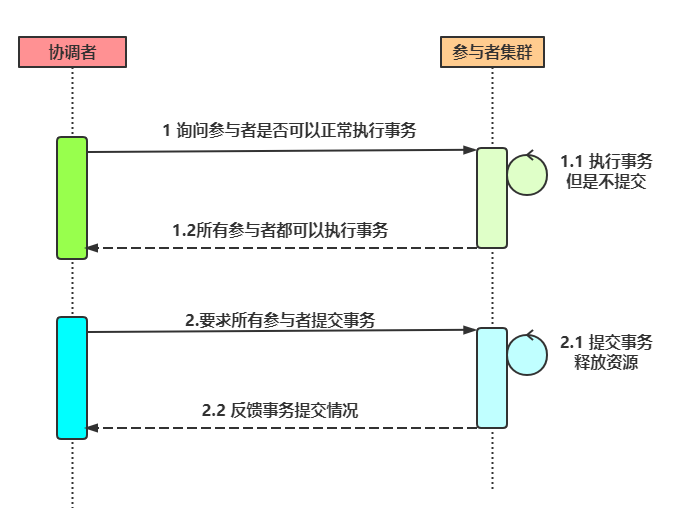 协调者
参与者集群
1 询问参与者是否可以正常执行事务
1.1 执行事务
但是不提交
1.2所有参与者都可以执行事务
2.要求所有参与者提交事务
2.1 提交事务
释放资源
2.2 反馈事务提交情况